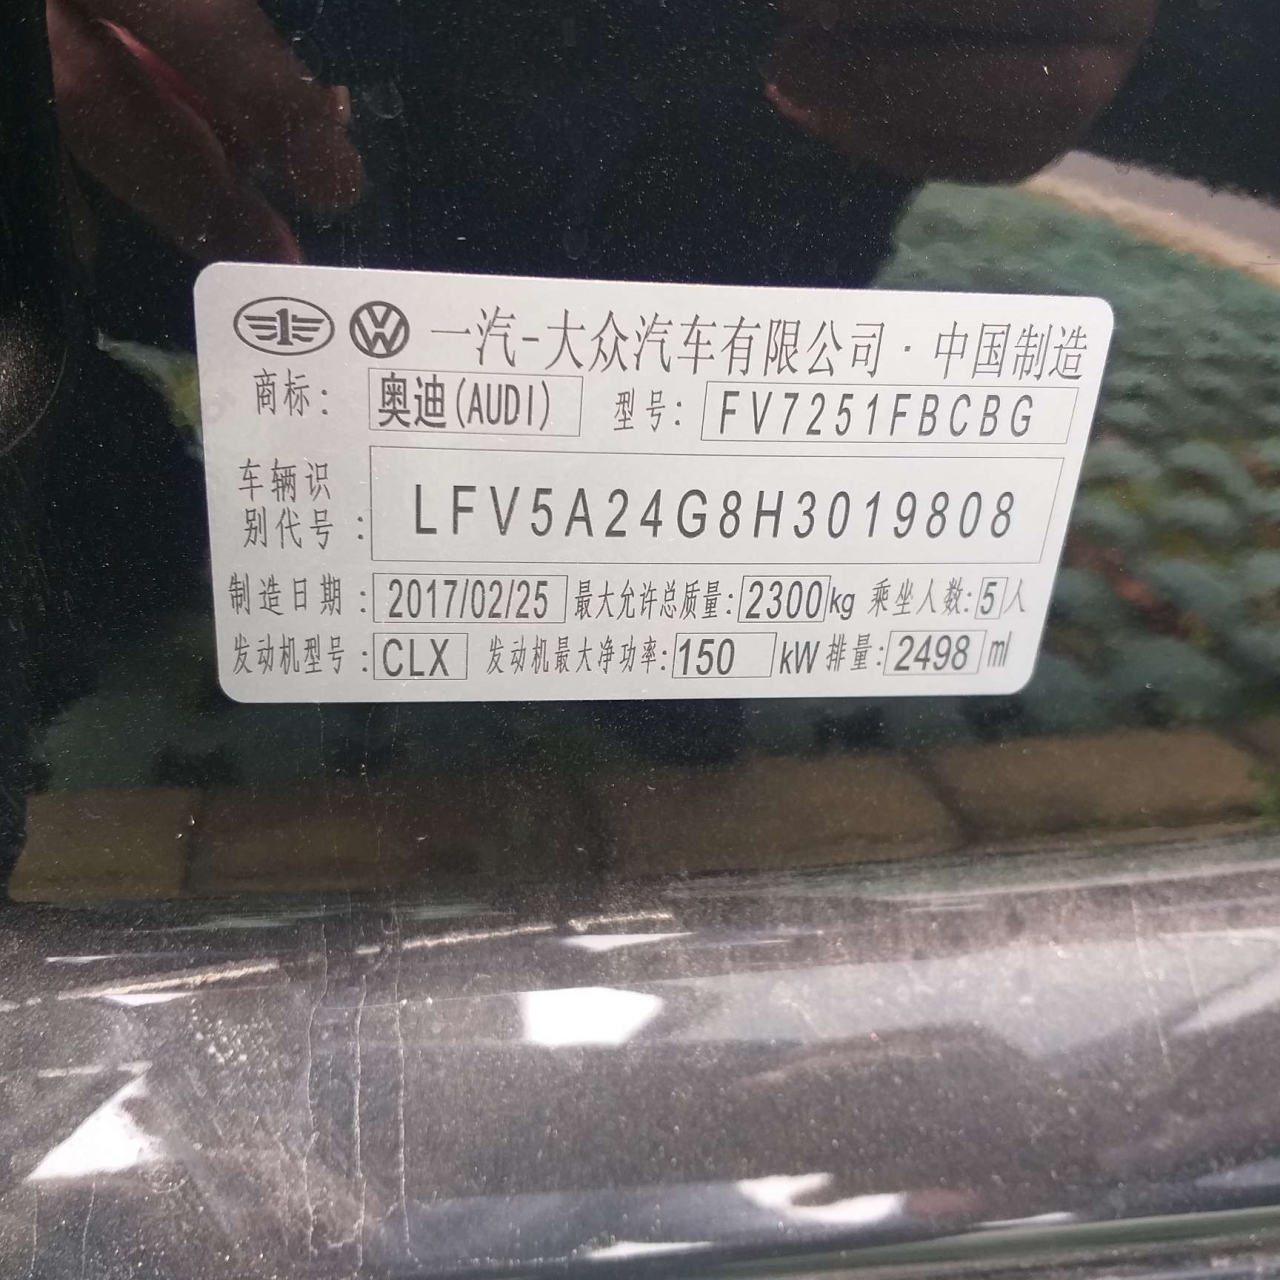 一汽-大众汽车有限公司·中国制造
商标: 奥迪(AUDI) 型号: FV7251FBCBG
车辆识
别代号: LFV5A24G8H3019808
制造日期: 2017/02/25 最大允许总质量: 2300kg 乘坐人数: 5人
发动机型号: CLX 发动机最大净功率: 150 kW 排量: 2498 ml